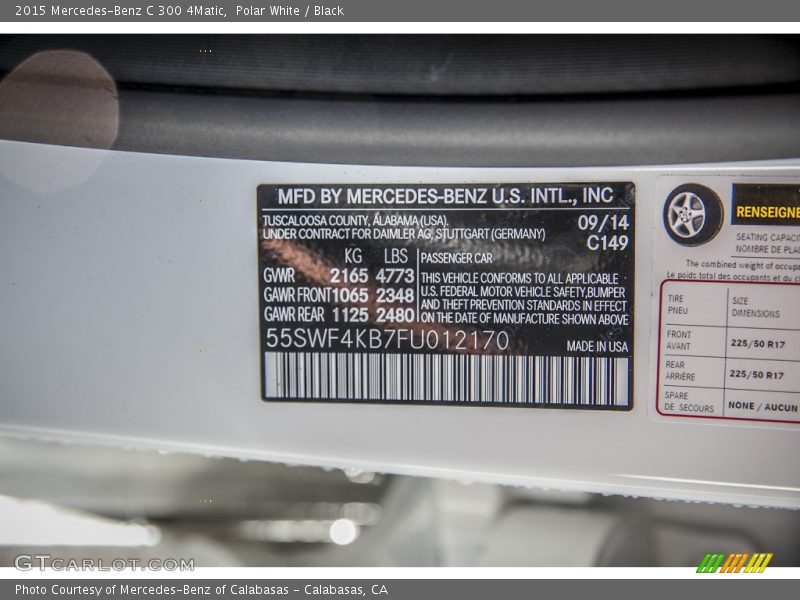 2015 Mercedes-Benz C 300 4Matic, Polar White / Black
MFD BY MERCEDES-BENZ U.S. INTL., INC
TUSCALOOSA COUNTY, ALABAMA (USA).
UNDER CONTRACT FOR DAIMLER AG, STUTTGART (GERMANY)
09/14
C149
KG LBS
GVWR 2165 4773
GAWR FRONT 1065 2348
GAWR REAR 1125 2480
PASSENGER CAR
THIS VEHICLE CONFORMS TO ALL APPLICABLE
U.S. FEDERAL MOTOR VEHICLE SAFETY, BUMPER
AND THEFT PREVENTION STANDARDS IN EFFECT
ON THE DATE OF MANUFACTURE SHOWN ABOVE
55SWF4KB7FU012170
MADE IN USA
RENSEIGNE
SEATING CAPACIT
NOMBRE DE PLA
The combined weight of occupa
Le poids total des occupants et du c
TIRE
PNEU
SIZE
DIMENSIONS
FRONT
AVANT
225/50 R17
REAR
ARRIÈRE
225/50 R17
SPARE
DE SECOURS
NONE / AUCUN
GTCARLOT.COM
Photo Courtesy of Mercedes-Benz of Calabasas - Calabasas, CA